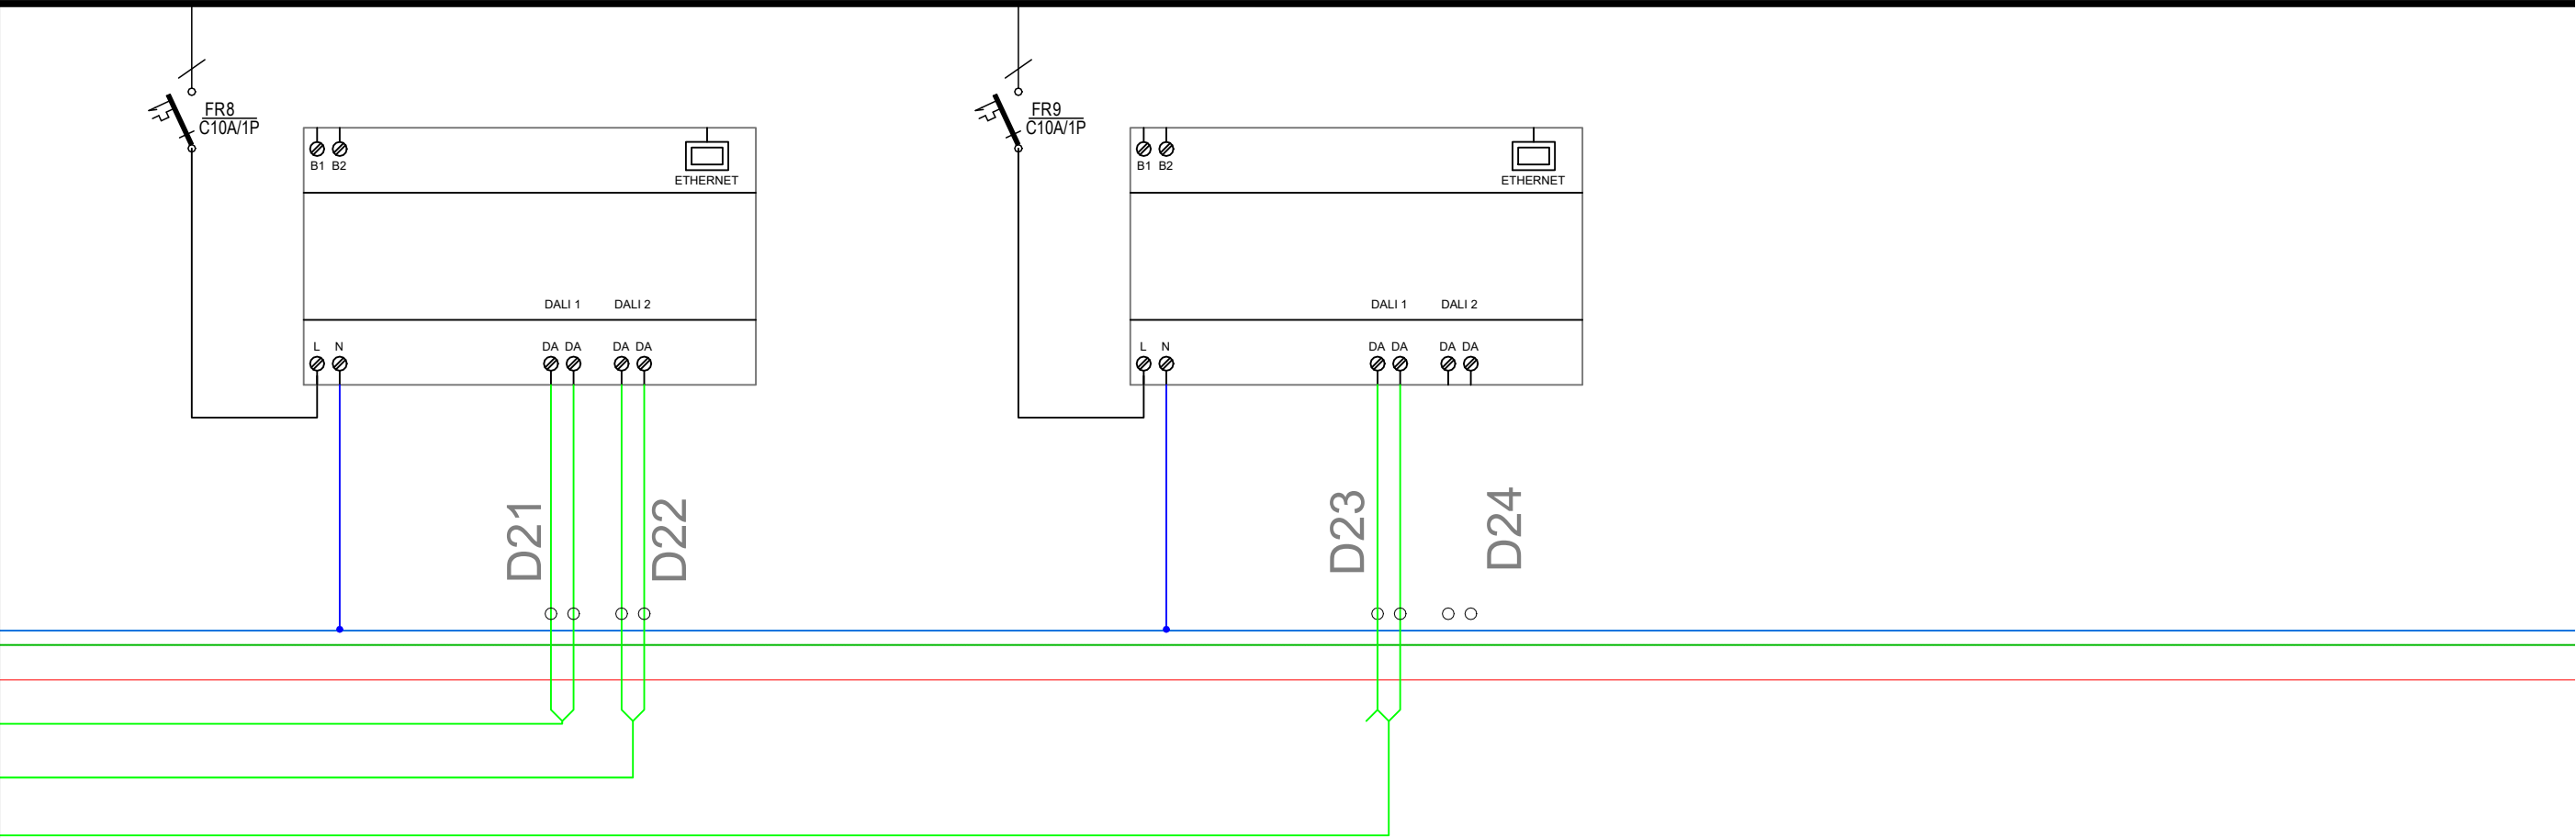 FR8
C10A/1P
B1 B2
ETHERNET
DALI 1 DALI 2
L N
DA DA DA DA
D21
D22
FR9
C10A/1P
B1 B2
ETHERNET
DALI 1 DALI 2
L N
DA DA DA DA
D23
D24